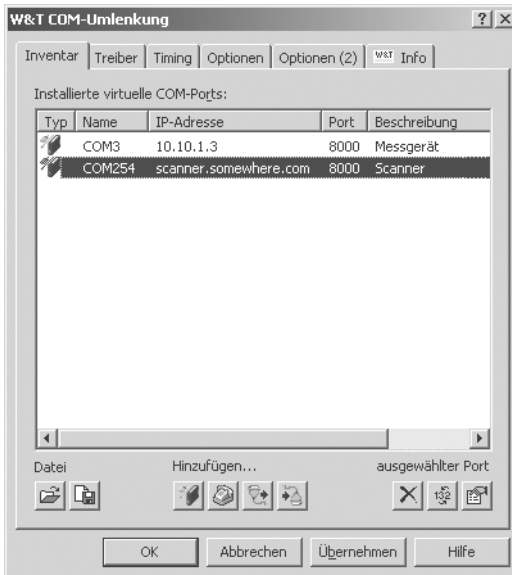 W&T COM-Umlenkung
Inventar Treiber Timing Optionen Optionen (2) W&T Info
Installierte virtuelle COM-Ports:
Typ Name IP-Adresse Port Beschreibung
COM3 10.10.1.3 8000 Messgerät
COM254 scanner.somewhere.com 8000 Scanner
Datei Hinzufügen... ausgewählter Port
132
OK Abbrechen Übernehmen Hilfe